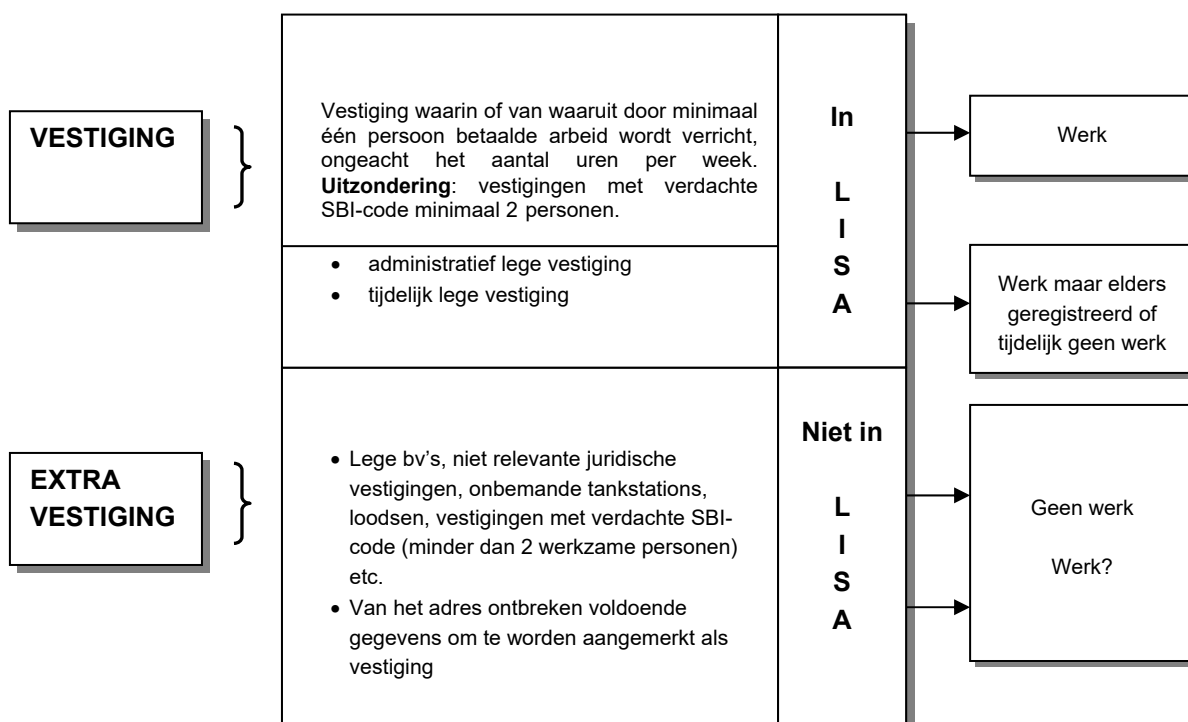 VESTIGING
Vestiging waarin of van waaruit door minimaal
één persoon betaalde arbeid wordt verricht,
ongeacht het aantal uren per week.
Uitzondering: vestigingen met verdachte
SBI-code minimaal 2 personen.
• administratief lege vestiging
• tijdelijk lege vestiging
In
L
I
S
A
Werk
Werk maar elders
geregistreerd of
tijdelijk geen werk
EXTRA
VESTIGING
• Lege bv's, niet relevante juridische
vestigingen, onbemande tankstations,
loodsen, vestigingen met verdachte SBI-
code (minder dan 2 werkzame personen)
etc.
• Van het adres ontbreken voldoende
gegevens om te worden aangemerkt als
vestiging
Niet in
L
I
S
A
Geen werk
Werk?